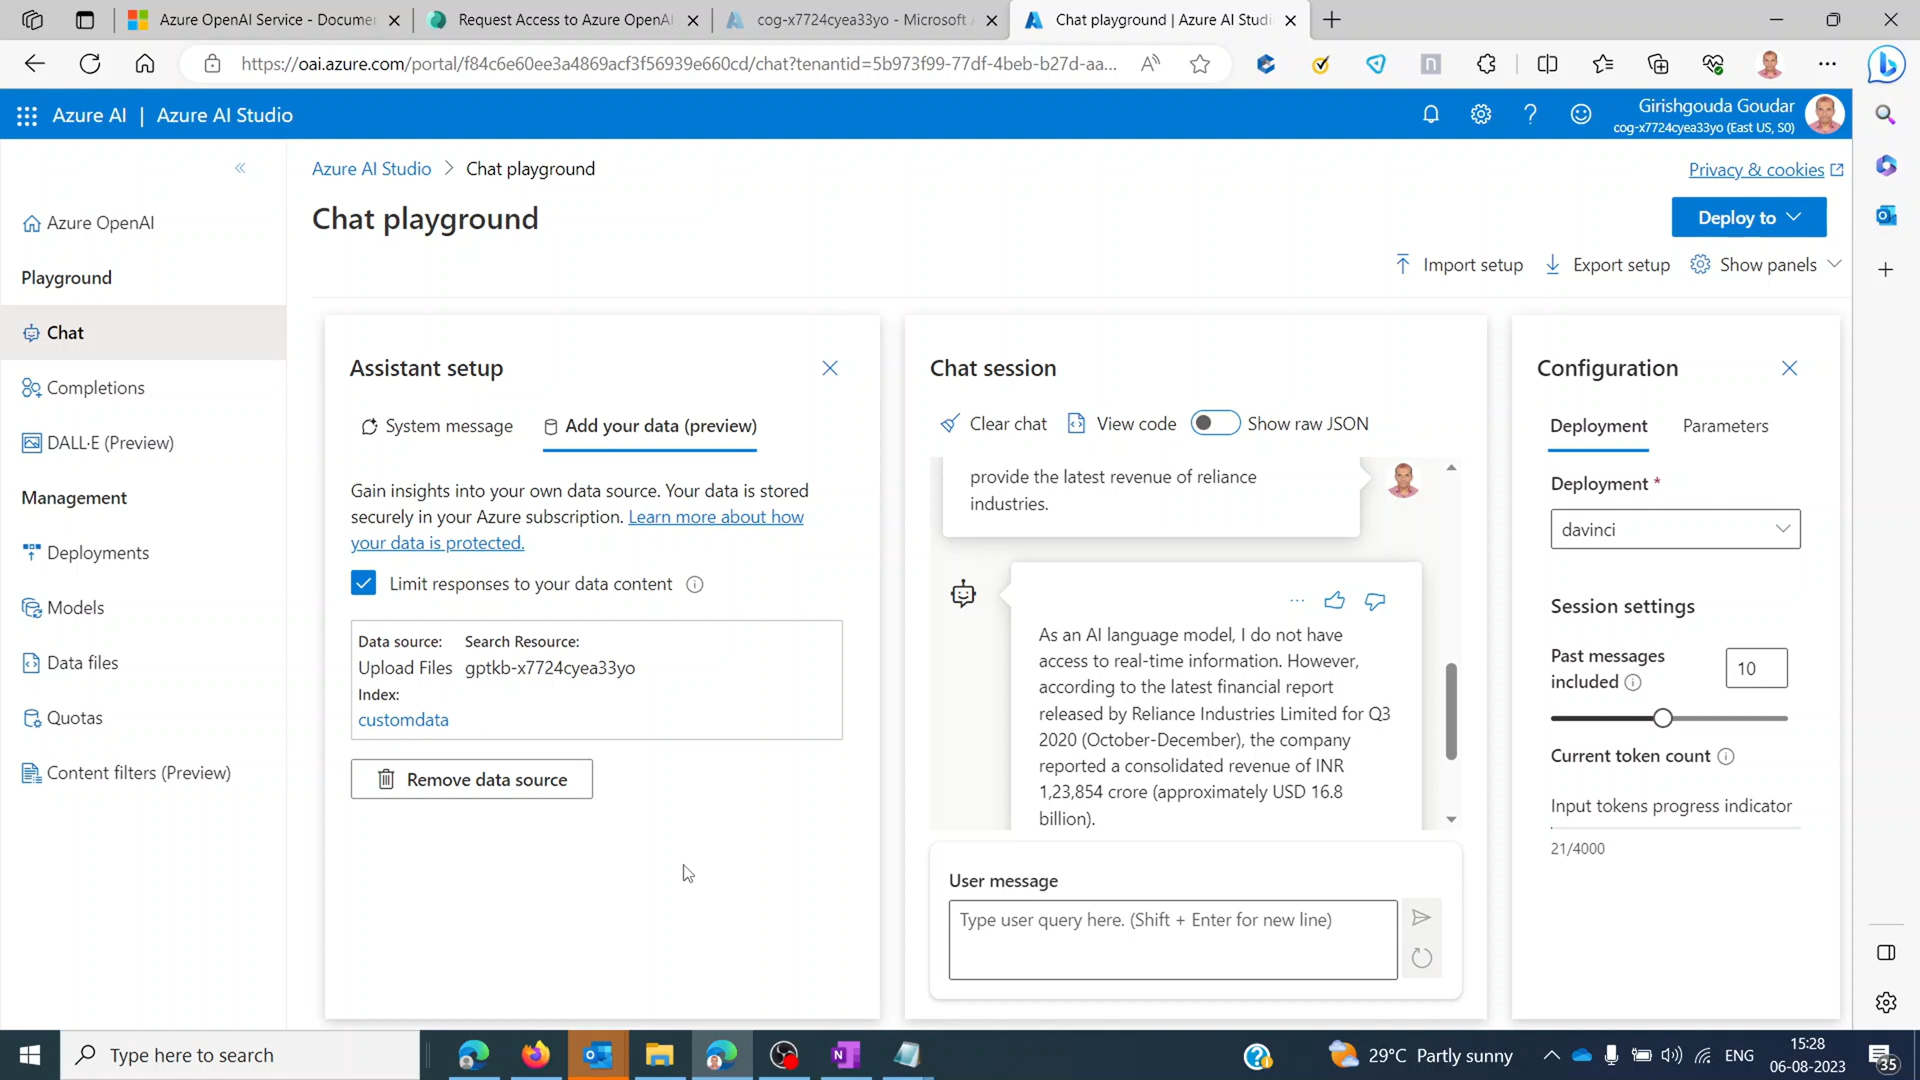 Azure OpenAI Service - Documen
Request Access to Azure OpenAI
cog-x7724cyea33yo - Microsoft
Chat playground | Azure AI Studi
https://oai.azure.com/portal/f84c6e60ee3a4869acf3f56939e660cd/chat?tenantid=5b973f99-77df-4beb-b27d-aa...
Azure AI | Azure AI Studio
Girishgouda Goudar
cog-x7724cyea33yo (East US, S0)
Azure AI Studio > Chat playground
Privacy & cookies
Chat playground
Deploy to
Import setup
Export setup
Show panels
Azure OpenAI
Playground
Chat
Completions
DALL·E (Preview)
Management
Deployments
Models
Data files
Quotas
Content filters (Preview)
Assistant setup
System message
Add your data (preview)
Gain insights into your own data source. Your data is stored
securely in your Azure subscription. Learn more about how
your data is protected.
Limit responses to your data content
Data source: Search Resource:
Upload Files gptkb-x7724cyea33yo
Index:
customdata
Remove data source
Chat session
Clear chat
View code
Show raw JSON
provide the latest revenue of reliance
industries.
As an AI language model, I do not have
access to real-time information. However,
according to the latest financial report
released by Reliance Industries Limited for Q3
2020 (October-December), the company
reported a consolidated revenue of INR
1,23,854 crore (approximately USD 16.8
billion).
User message
Type user query here. (Shift + Enter for new line)
Configuration
Deployment
Parameters
Deployment *
davinci
Session settings
Past messages
included
10
Current token count
Input tokens progress indicator
21/4000
Type here to search
29°C Partly sunny
ENG
15:28
06-08-2023
35